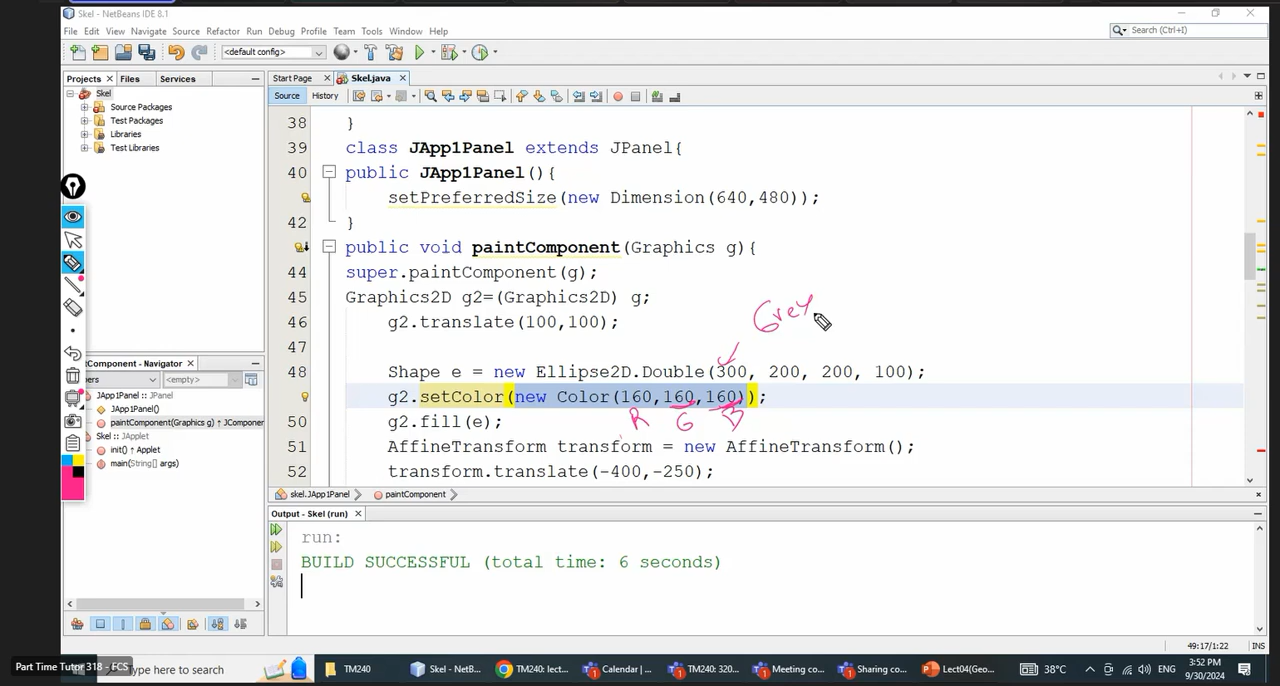 Skel - NetBeans IDE 8.1
File Edit View Navigate Source Refactor Run Debug Profile Team Tools Window Help
Search (Ctrl+I)
<default config>
Projects Files Services
Start Page Skel.java
Skel
Source Packages
Test Packages
Libraries
Test Libraries
Source History
38 }
39 class JApp1Panel extends JPanel{
40 public JApp1Panel(){
setPreferredSize(new Dimension(640,480));
42 }
public void paintComponent(Graphics g){
44 super.paintComponent(g);
45 Graphics2D g2=(Graphics2D) g;
46 g2.translate(100,100);
Grey
47
48 Shape e = new Ellipse2D.Double(300, 200, 200, 100);
g2.setColor(new Color(160,160,160));
R G B
50 g2.fill(e);
51 AffineTransform transform = new AffineTransform();
52 transform.translate(-400,-250);
skel.JApp1Panel paintComponent
tComponent - Navigator
bers <empty>
JApp1Panel :: JPanel
JApp1Panel()
paintComponent(Graphics g) ↑ JCompone
Skel :: JApplet
init() ↑ Applet
main(String[] args)
Output - Skel (run)
run:
BUILD SUCCESSFUL (total time: 6 seconds)
49:17/1:22 INS
Part Time Tutor 318 - FCS
Type here to search
TM240
Skel - NetB...
TM240: lect...
Calendar | ...
TM240: 320...
Meeting co...
Sharing co...
Lect04(Geo...
38°C
ENG
3:52 PM
9/30/2024